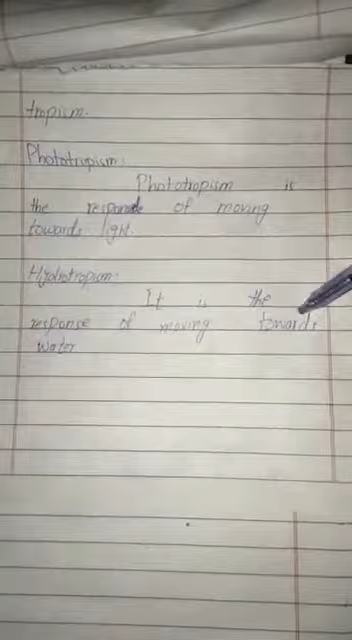 tropism.
Phototropism:
Phototropism is
the response of moving
towards light.
Hydrotropism:
It is the
response of moving towards
water